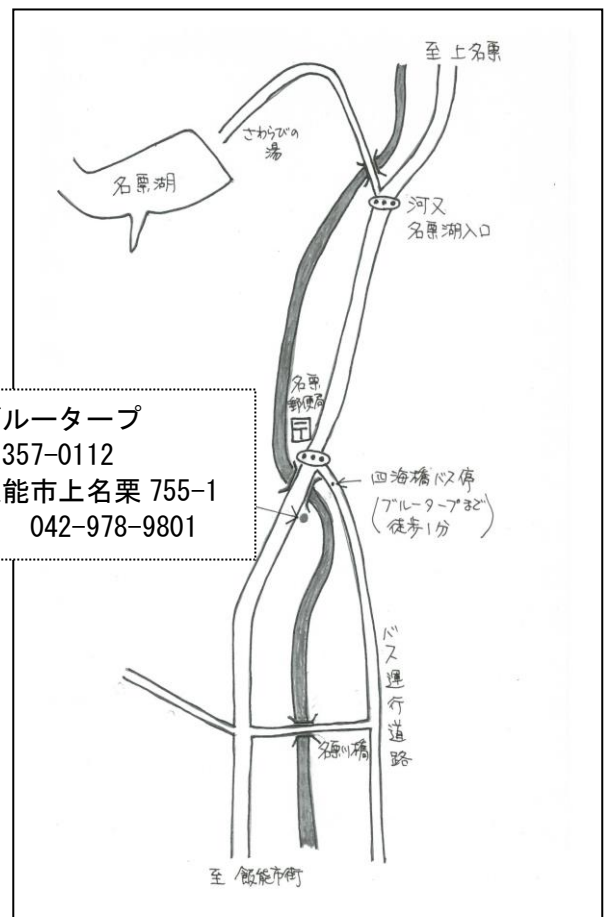 至 上名栗
さわらびの
湯
名栗湖
河又
名栗湖入口
名栗
郵便局
〒
ルータープ
357-0112
能市上名栗 755-1
042-978-9801
四海橋バス停
(ブルータープまで
徒歩1分)
バス運行道路
名栗川橋
至 飯能市街